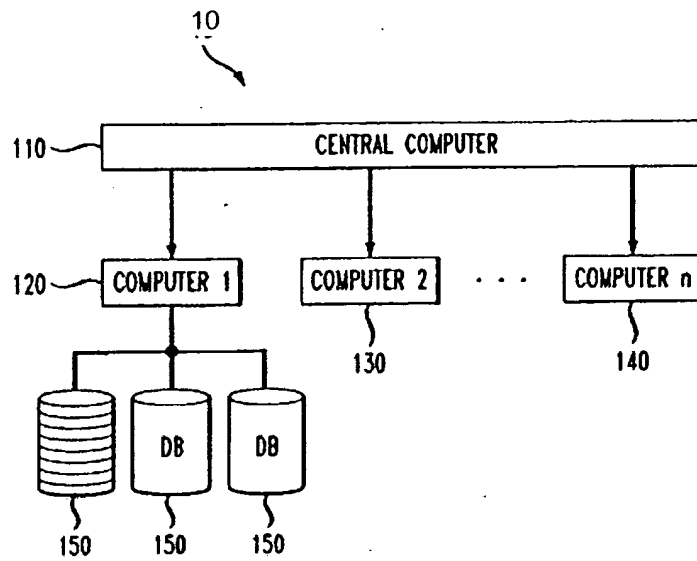 10
110
CENTRAL COMPUTER
120
COMPUTER 1
COMPUTER 2
. . .
COMPUTER n
130
140
DB
DB
150
150
150